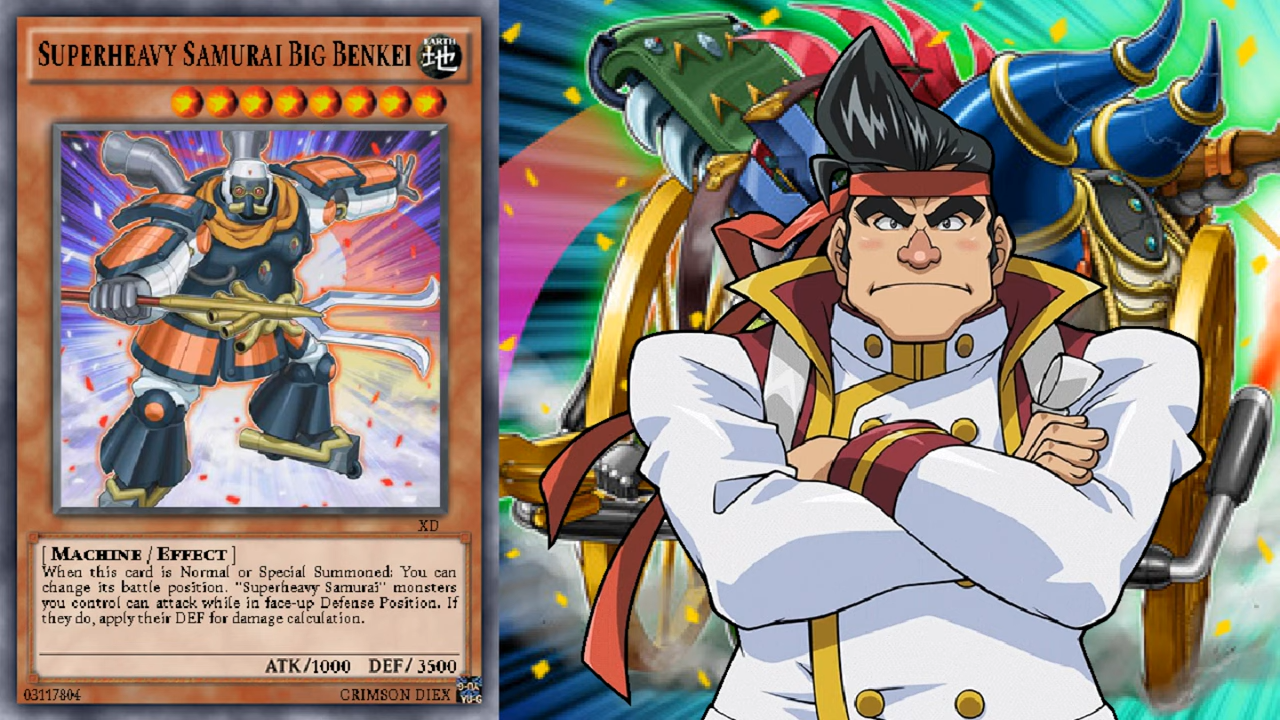 SUPERHEAVY SAMURAI BIG BENKEI
EARTH
地
XD
[ MACHINE / EFFECT ]
When this card is Normal or Special Summoned: You can
change its battle position. "Superheavy Samurai" monsters
you control can attack while in face-up Defense Position. If
they do, apply their DEF for damage calculation.
ATK/1000 DEF/ 3500
03117804
CRIMSON DIEX